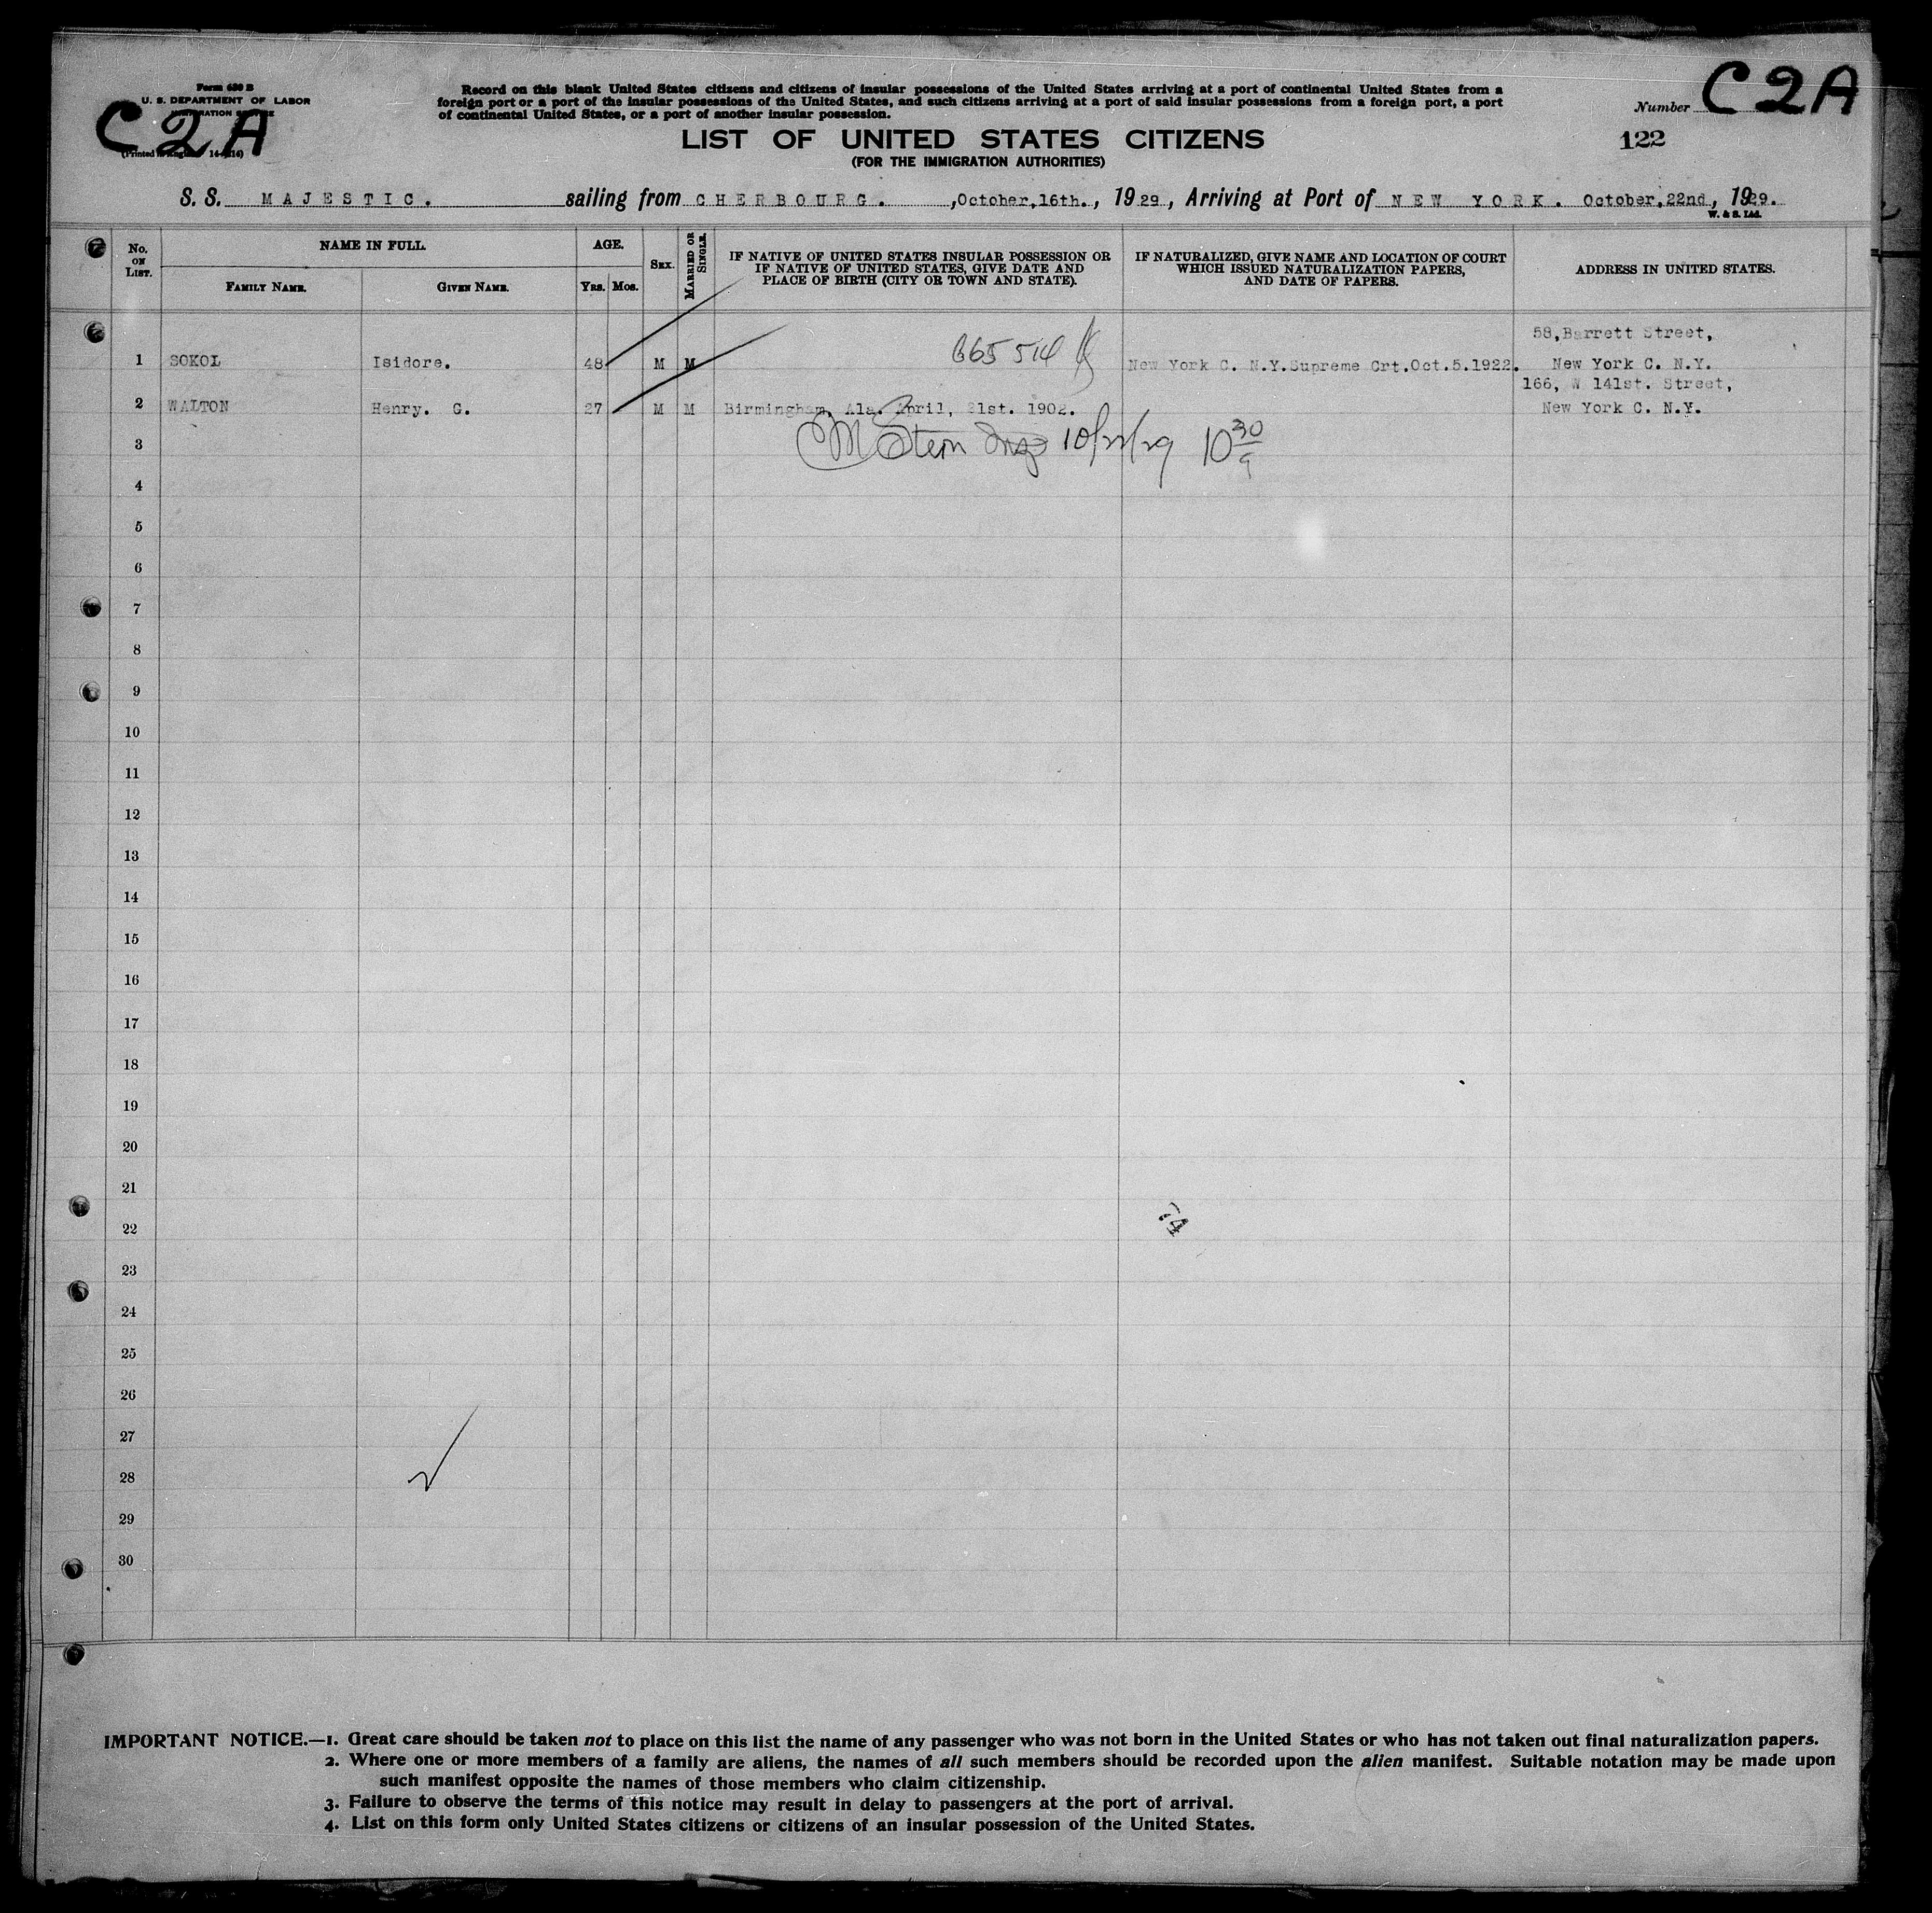 Form 630 B
U. S. DEPARTMENT OF LABOR
C2A
Record on this blank United States citizens and citizens of insular possessions of the United States arriving at a port of continental United States from a
foreign port or a port of the insular possessions of the United States, and such citizens arriving at a port of said insular possessions from a foreign port, a port
of continental United States, or a port of another insular possession.
Number C2A
122
LIST OF UNITED STATES CITIZENS
(FOR THE IMMIGRATION AUTHORITIES)
S. S. MAJESTIC. sailing from CHERBOURG. ,October,16th., 1929, Arriving at Port of NEW YORK. October,22nd, 1929.
W. & S. Ltd.
No. ON LIST.
NAME IN FULL.
FAMILY NAME.
GIVEN NAME.
AGE.
YRS.
MOS.
SEX.
MARRIED OR SINGLE.
IF NATIVE OF UNITED STATES INSULAR POSSESSION OR
IF NATIVE OF UNITED STATES, GIVE DATE AND
PLACE OF BIRTH (CITY OR TOWN AND STATE).
IF NATURALIZED, GIVE NAME AND LOCATION OF COURT
WHICH ISSUED NATURALIZATION PAPERS,
AND DATE OF PAPERS.
ADDRESS IN UNITED STATES.
58,Barrett Street,
1 SOKOL Isidore. 48 M M New York C. N.Y.Supreme Crt.Oct.5.1922. New York C. N.Y.
166, W 141st. Street,
2 WALTON Henry. G. 27 M M Birmingham, Ala. April, 21st. 1902. New York C. N.Y.
3 Stern 10/22/29 10 30
4
5
6
7
8
9
10
11
12
13
14
15
16
17
18
19
20
21
22
23
24
25
26
27
28
29
30
74
IMPORTANT NOTICE.—1. Great care should be taken not to place on this list the name of any passenger who was not born in the United States or who has not taken out final naturalization papers.
2. Where one or more members of a family are aliens, the names of all such members should be recorded upon the alien manifest. Suitable notation may be made upon
such manifest opposite the names of those members who claim citizenship.
3. Failure to observe the terms of this notice may result in delay to passengers at the port of arrival.
4. List on this form only United States citizens or citizens of an insular possession of the United States.